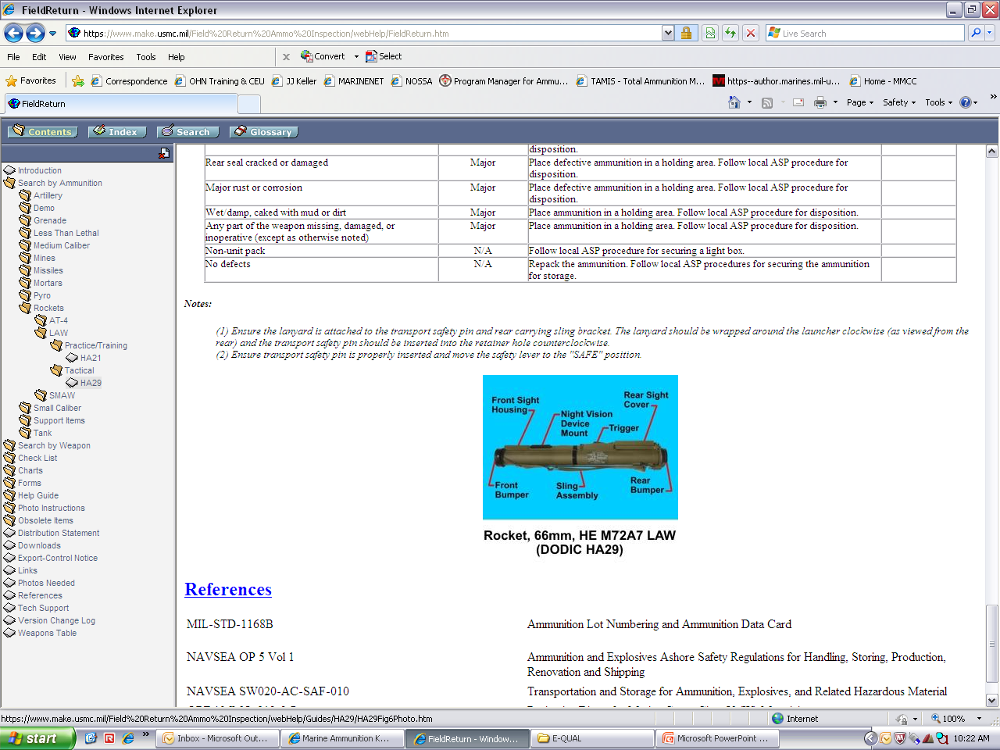 FieldReturn - Windows Internet Explorer
https://www.make.usmc.mil/Field%20Return%20Ammo%20Inspection/webHelp/FieldReturn.htm
Live Search
File Edit View Favorites Tools Help
Convert Select
Favorites Correspondence OHN Training & CEU JJ Keller MARINENET NOSSA Program Manager for Ammu... TAMIS - Total Ammunition M... https--author.marines.mil-u... Home - MMCC
FieldReturn
Page Safety Tools
Contents Index Search Glossary
Introduction
Search by Ammunition
Artillery
Demo
Grenade
Less Than Lethal
Medium Caliber
Mines
Missiles
Mortars
Pyro
Rockets
AT-4
LAW
Practice/Training
HA21
Tactical
HA29
SMAW
Small Caliber
Support Items
Tank
Search by Weapon
Check List
Charts
Forms
Help Guide
Photo Instructions
Obsolete Items
Distribution Statement
Downloads
Export-Control Notice
Links
Photos Needed
References
Tech Support
Version Change Log
Weapons Table
disposition.
Rear seal cracked or damaged Major Place defective ammunition in a holding area. Follow local ASP procedure for
disposition.
Major rust or corrosion Major Place defective ammunition in a holding area. Follow local ASP procedure for
disposition.
Wet/damp, caked with mud or dirt Major Place ammunition in a holding area. Follow local ASP procedure for disposition.
Any part of the weapon missing, damaged, or Major Place ammunition in a holding area. Follow local ASP procedure for disposition.
inoperative (except as otherwise noted)
Non-unit pack N/A Follow local ASP procedure for securing a light box.
No defects N/A Repack the ammunition. Follow local ASP procedures for securing the ammunition
for storage.
Notes:
(1) Ensure the lanyard is attached to the transport safety pin and rear carrying sling bracket. The lanyard should be wrapped around the launcher clockwise (as viewed from the
rear) and the transport safety pin should be inserted into the retainer hole counterclockwise.
(2) Ensure transport safety pin is properly inserted and move the safety lever to the "SAFE" position.
Front Sight
Housing
Night Vision
Device
Mount
Trigger
Rear Sight
Cover
Front
Bumper
Sling
Assembly
Rear
Bumper
Rocket, 66mm, HE M72A7 LAW
(DODIC HA29)
References
MIL-STD-1168B Ammunition Lot Numbering and Ammunition Data Card
NAVSEA OP 5 Vol 1 Ammunition and Explosives Ashore Safety Regulations for Handling, Storing, Production,
Renovation and Shipping
NAVSEA SW020-AC-SAF-010 Transportation and Storage for Ammunition, Explosives, and Related Hazardous Material
https://www.make.usmc.mil/Field%20Return%20Ammo%20Inspection/webHelp/Guides/HA29/HA29Fig6Photo.htm
Internet 100%
start Inbox - Microsoft Out... Marine Ammunition K... FieldReturn - Window... E-QUAL Microsoft PowerPoint ... 10:22 AM